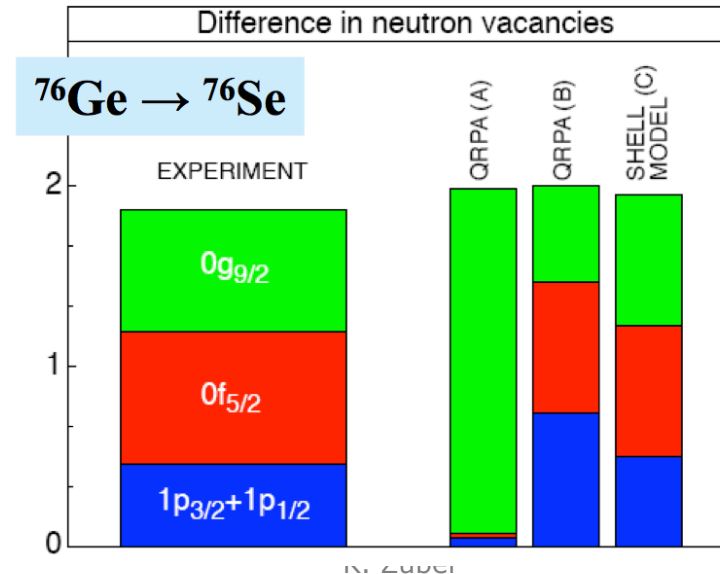 Difference in neutron vacancies
⁷⁶Ge → ⁷⁶Se
EXPERIMENT
QRPA (A)
QRPA (B)
SHELL (C)
MODEL
2
1
0
0g9/2
0f5/2
1p3/2+1p1/2